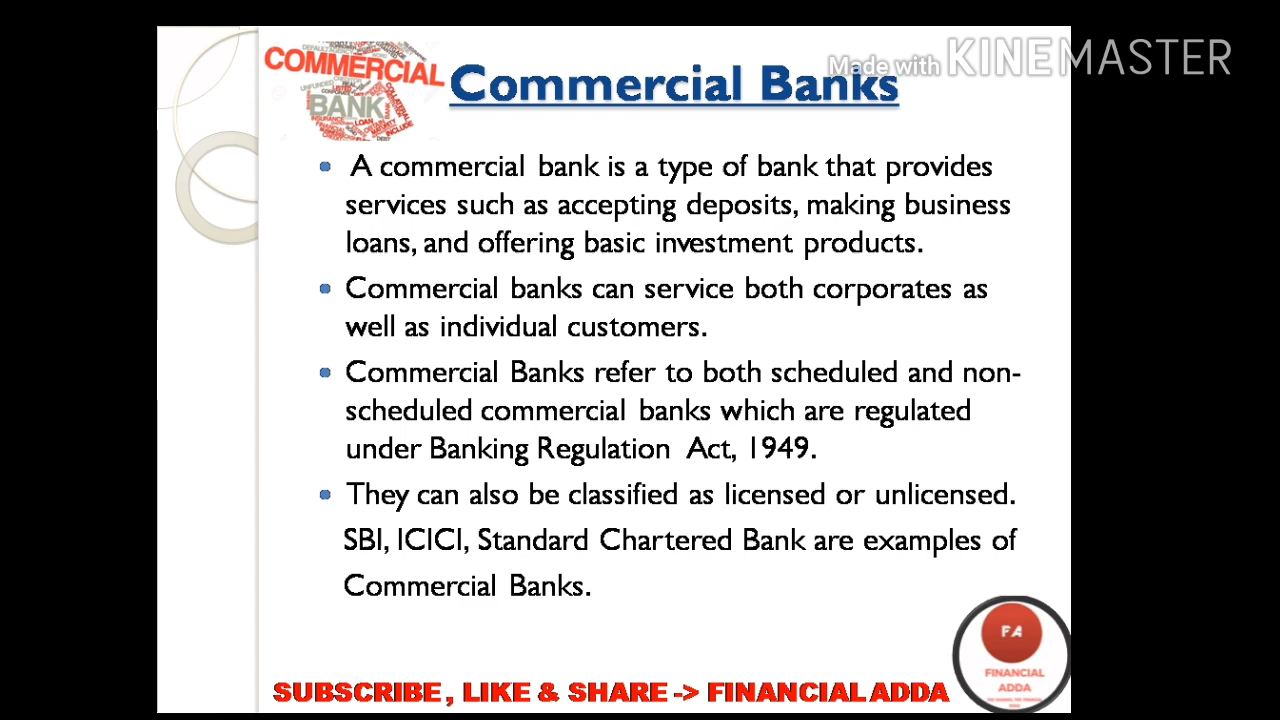 Made with KINEMASTER
COMMERCIAL
BANK
LOAN
Commercial Banks
A commercial bank is a type of bank that provides
services such as accepting deposits, making business
loans, and offering basic investment products.
Commercial banks can service both corporates as
well as individual customers.
Commercial Banks refer to both scheduled and non-
scheduled commercial banks which are regulated
under Banking Regulation Act, 1949.
They can also be classified as licensed or unlicensed.
SBI, ICICI, Standard Chartered Bank are examples of
Commercial Banks.
FA
FINANCIAL
ADDA
SUBSCRIBE, LIKE & SHARE -> FINANCIAL ADDA